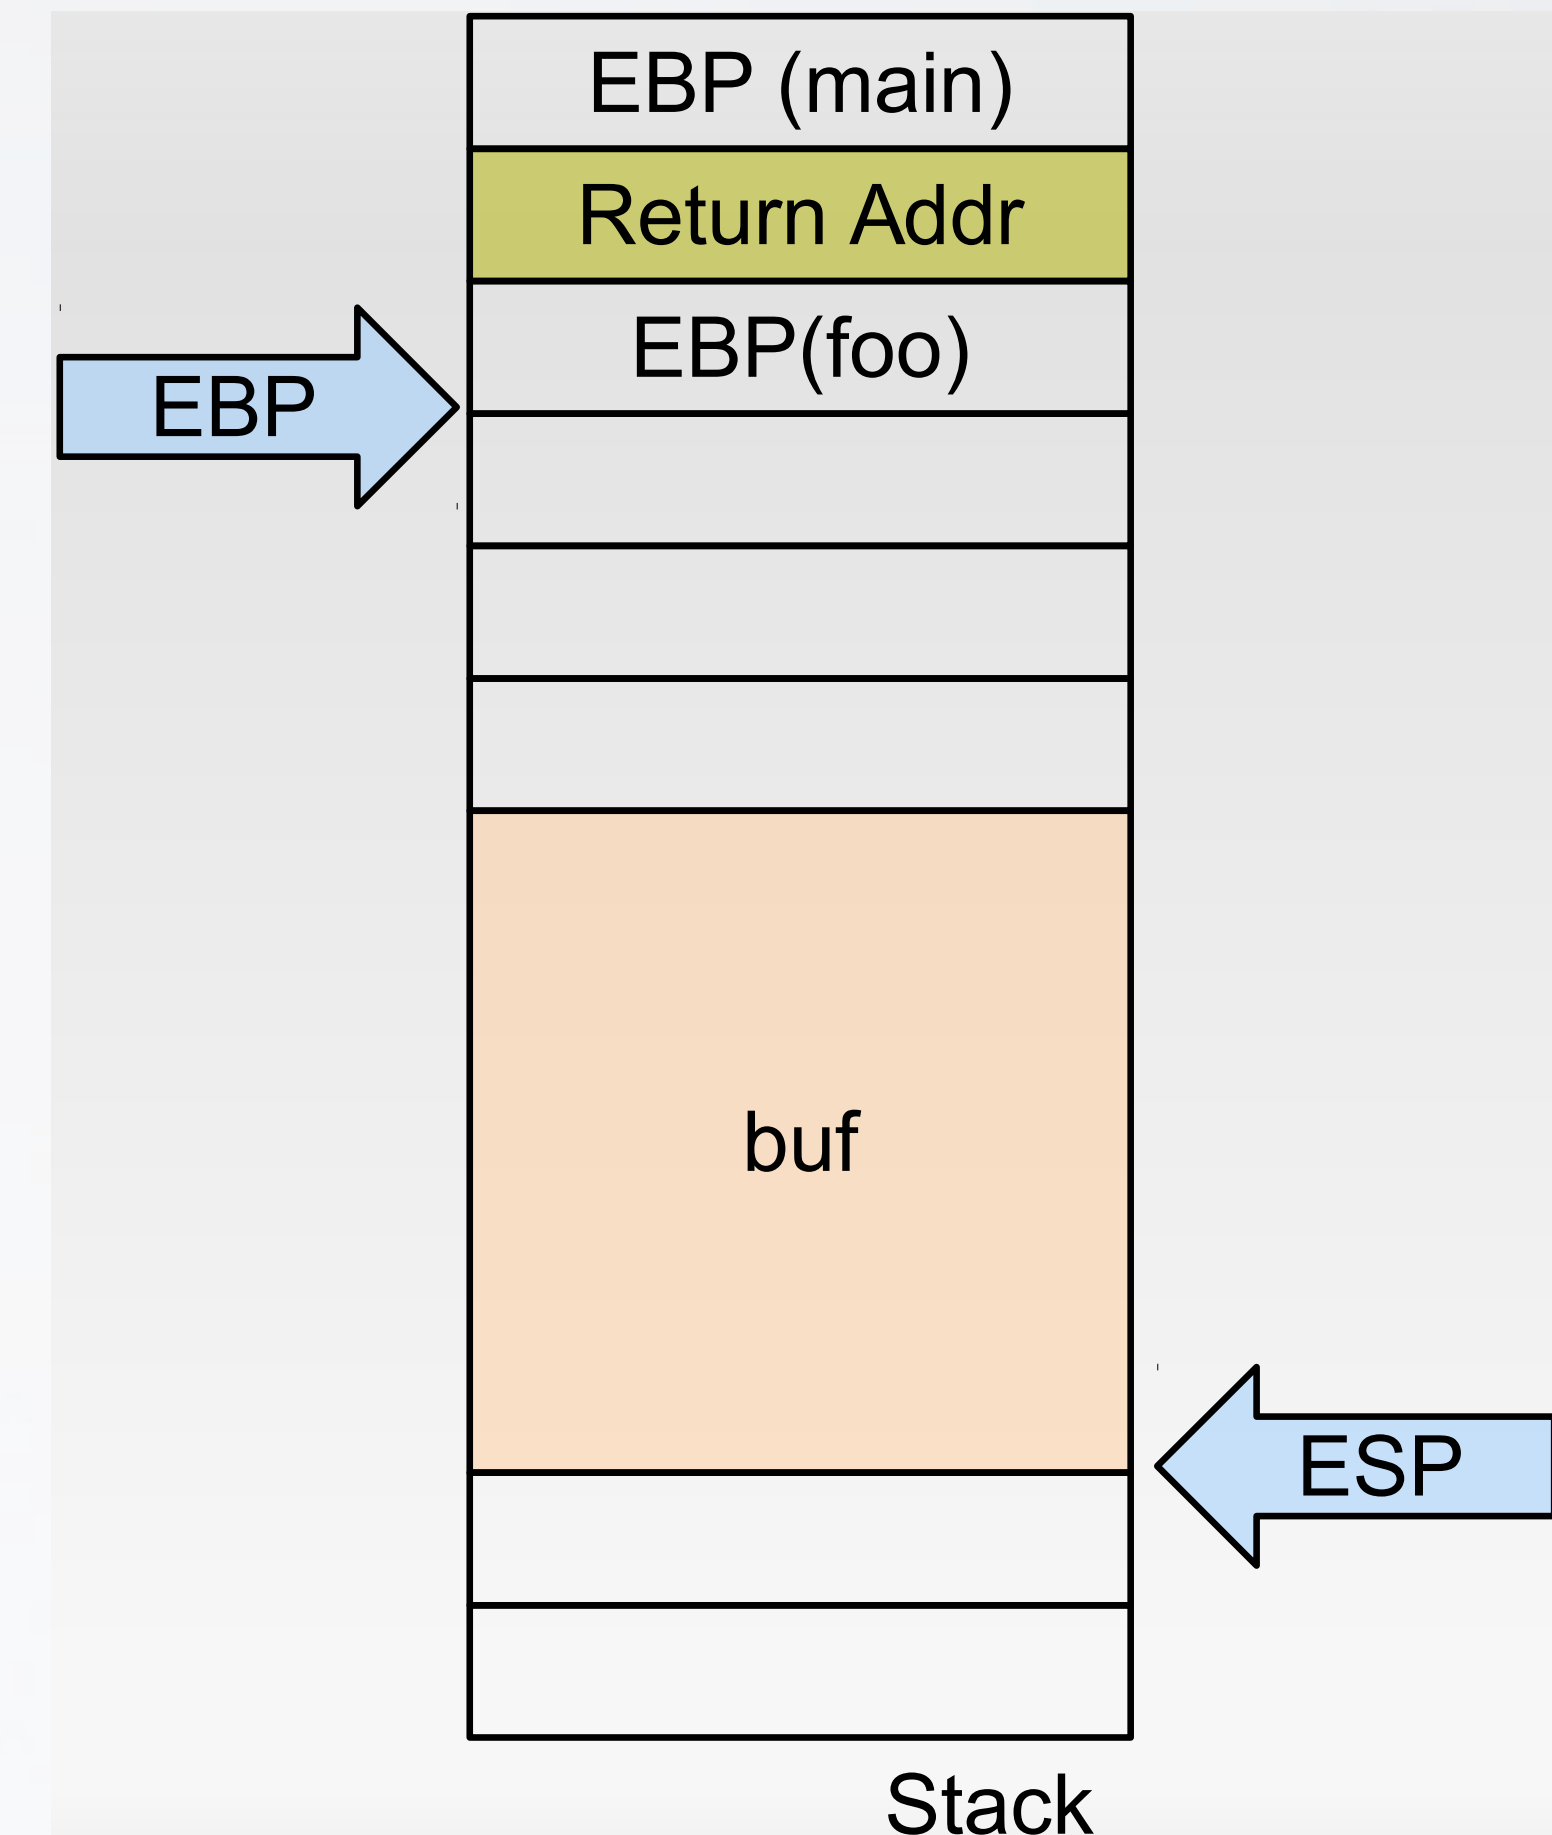 EBP (main)
Return Addr
EBP(foo)
EBP
buf
ESP
Stack